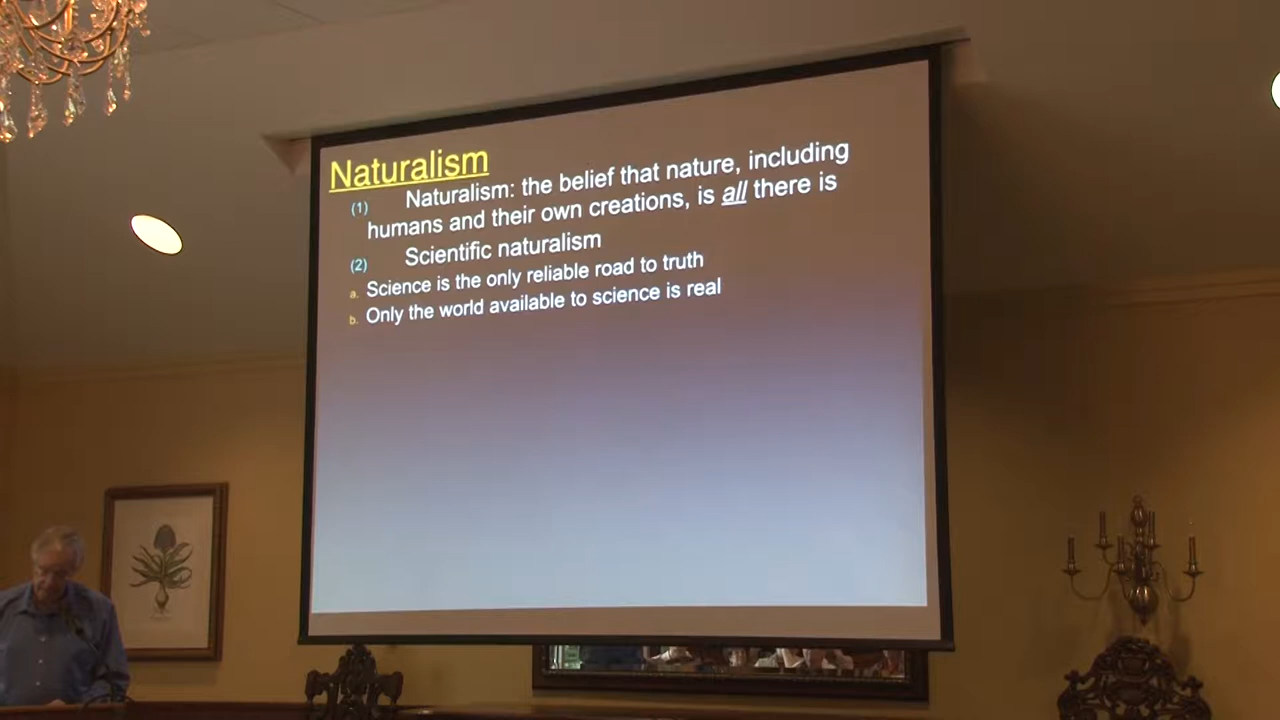 Naturalism
(1) Naturalism: the belief that nature, including
humans and their own creations, is all there is
(2) Scientific naturalism
a. Science is the only reliable road to truth
b. Only the world available to science is real